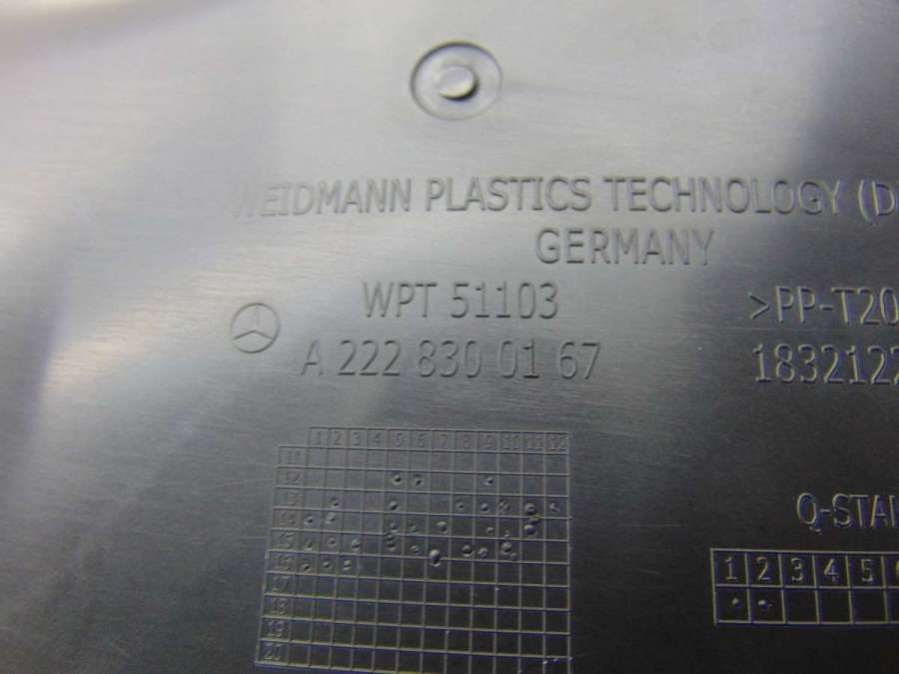 WEIDMANN PLASTICS TECHNOLOGY (D
GERMANY
WPT 51103
>PP-T20
A 222 830 01 67
1832122
1 2 3 4 5 6 7 8 9 10 11 12
11
12
13
14
15
16
17
18
19
20
Q-STA
1 2 3 4 5